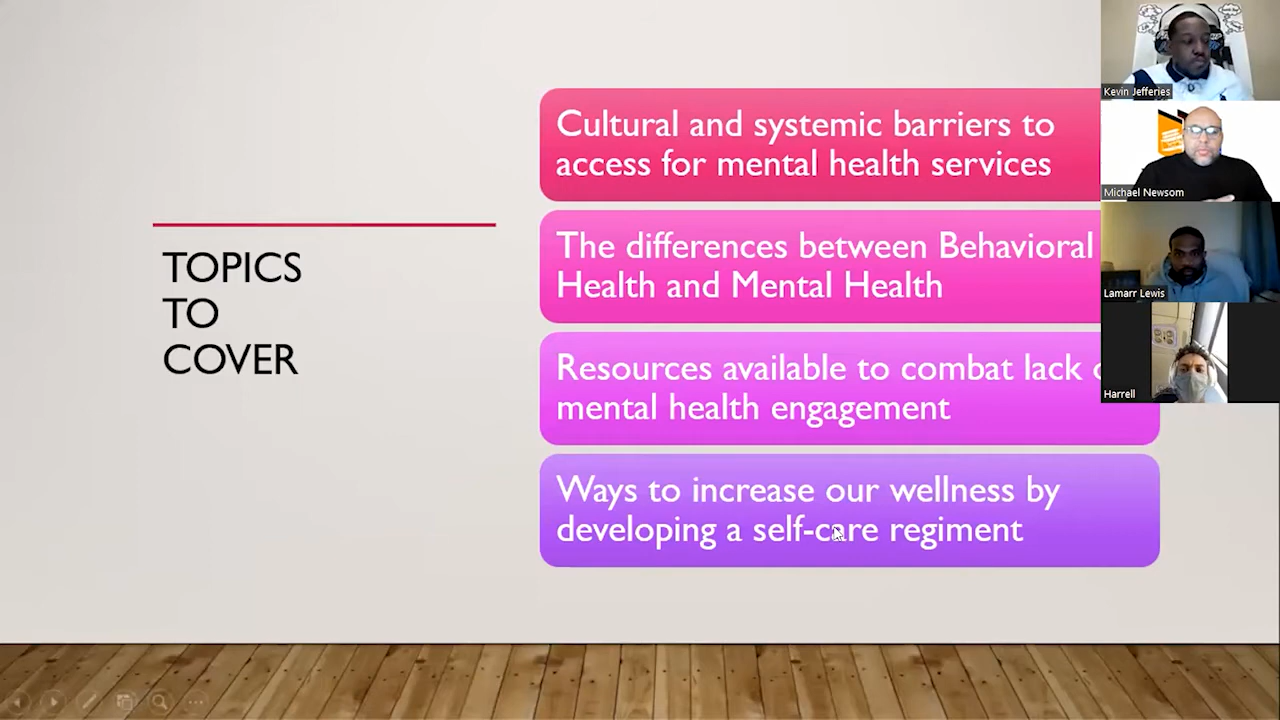 TOPICS
TO
COVER
Cultural and systemic barriers to
access for mental health services
The differences between Behavioral
Health and Mental Health
Resources available to combat lack
mental health engagement
Ways to increase our wellness by
developing a self-care regiment
Kevin Jefferies
Michael Newsom
Lamarr Lewis
Harrell